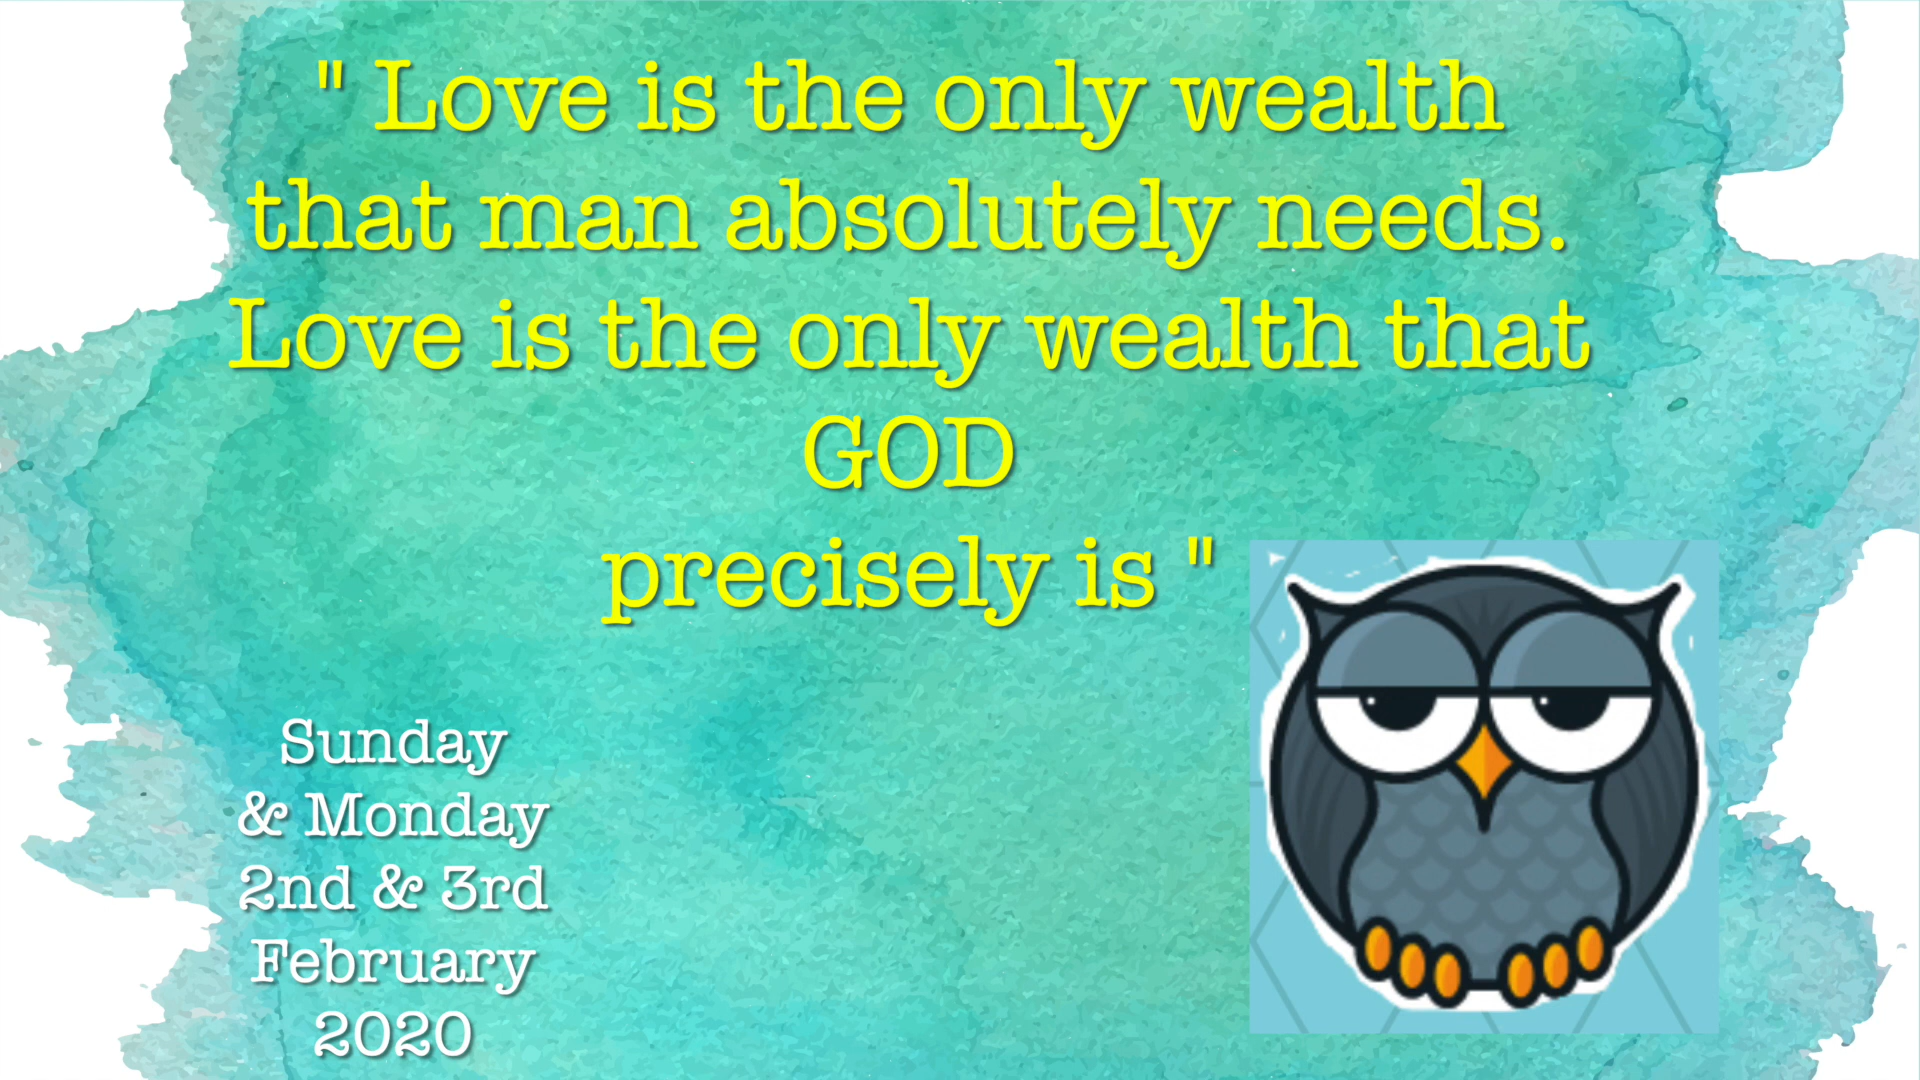 " Love is the only wealth
that man absolutely needs.
Love is the only wealth that
GOD
precisely is "
Sunday
& Monday
2nd & 3rd
February
2020